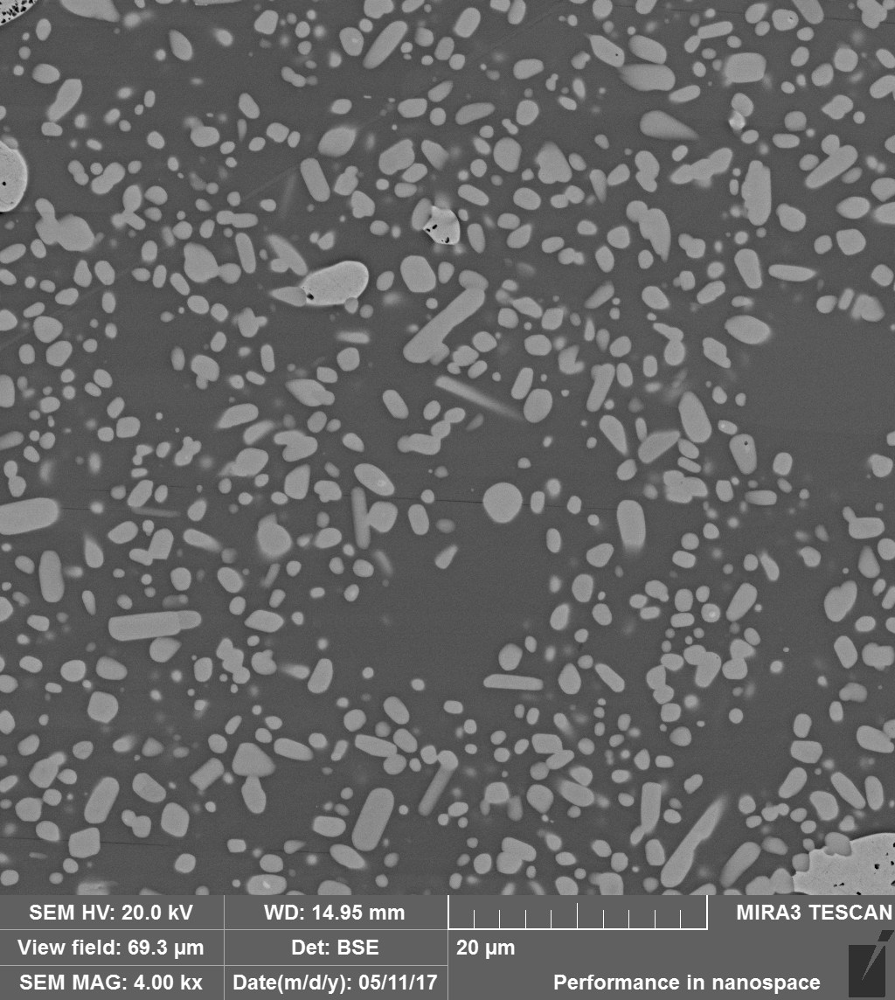 SEM HV: 20.0 kV
WD: 14.95 mm
MIRA3 TESCAN
View field: 69.3 µm
Det: BSE
20 µm
SEM MAG: 4.00 kx
Date(m/d/y): 05/11/17
Performance in nanospace